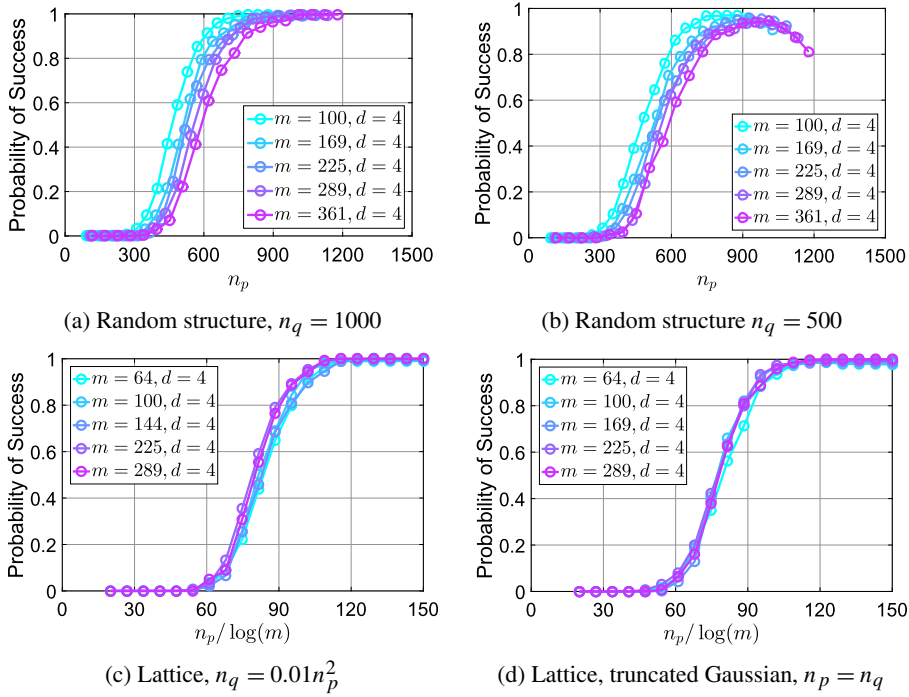 Probability of Success
1
0.8
0.6
0.4
0.2
0
m = 100, d = 4
m = 169, d = 4
m = 225, d = 4
m = 289, d = 4
m = 361, d = 4
0 300 600 900 1200 1500
n_p
(a) Random structure, n_q = 1000
Probability of Success
1
0.8
0.6
0.4
0.2
0
m = 100, d = 4
m = 169, d = 4
m = 225, d = 4
m = 289, d = 4
m = 361, d = 4
0 300 600 900 1200 1500
n_p
(b) Random structure n_q = 500
Probability of Success
1
0.8
0.6
0.4
0.2
0
m = 64, d = 4
m = 100, d = 4
m = 144, d = 4
m = 225, d = 4
m = 289, d = 4
0 30 60 90 120 150
n_p / log(m)
(c) Lattice, n_q = 0.01n_p^2
Probability of Success
1
0.8
0.6
0.4
0.2
0
m = 64, d = 4
m = 100, d = 4
m = 169, d = 4
m = 225, d = 4
m = 289, d = 4
0 30 60 90 120 150
n_p / log(m)
(d) Lattice, truncated Gaussian, n_p = n_q